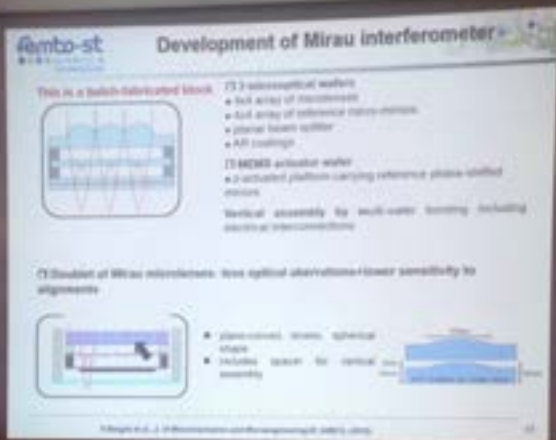 femto-st
Development of Mirau interferometer
This is a batch-fabricated block
❒ 3 microoptical wafers
• 4x4 array of microlenses
• 4x4 array of reference micro-mirrors
• planar beam splitter
• AR coatings
❒ MEMS actuator wafer
• z-actuated platform carrying reference phase-shifted
mirrors
Vertical assembly by multi-wafer bonding including
electrical interconnections
❒ Doublet of Mirau microlenses: less optical aberrations+lower sensitivity to
alignments
• plano-convex lenses, spherical
shape
• includes spacer for vertical
assembly